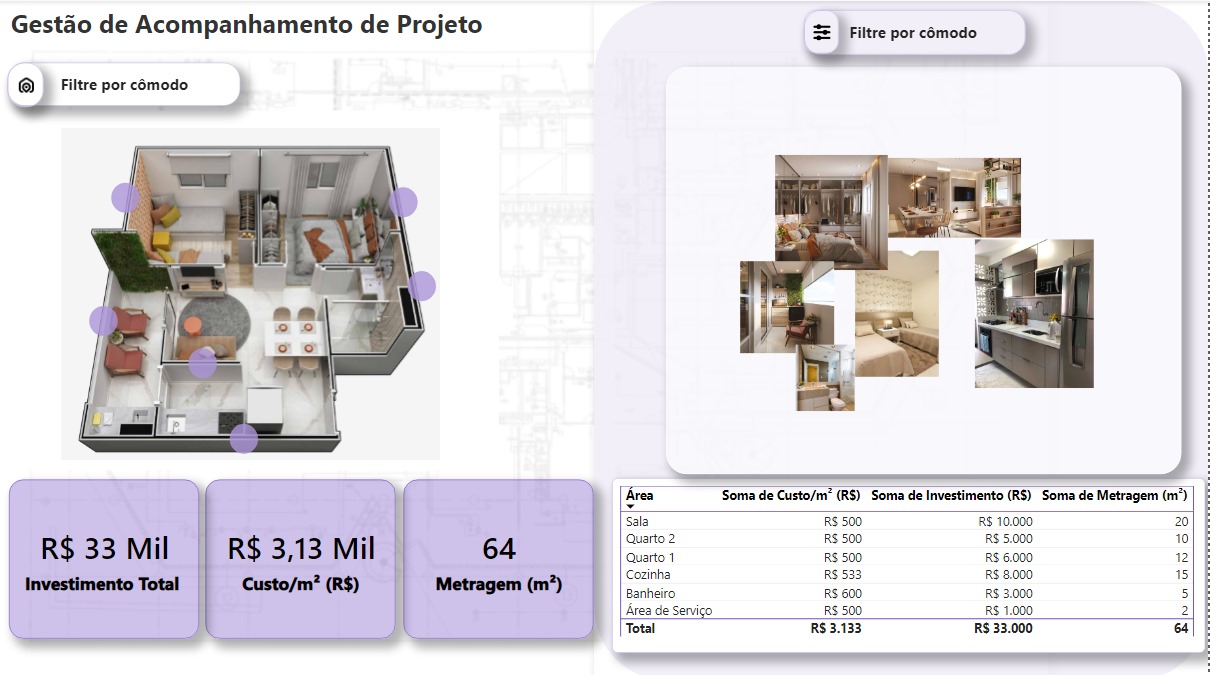 Gestão de Acompanhamento de Projeto
Filtre por cômodo
Filtre por cômodo
R$ 33 Mil
Investimento Total
R$ 3,13 Mil
Custo/m² (R$)
64
Metragem (m²)
Área Soma de Custo/m² (R$) Soma de Investimento (R$) Soma de Metragem (m²)
Sala R$ 500 R$ 10.000 20
Quarto 2 R$ 500 R$ 5.000 10
Quarto 1 R$ 500 R$ 6.000 12
Cozinha R$ 533 R$ 8.000 15
Banheiro R$ 600 R$ 3.000 5
Área de Serviço R$ 500 R$ 1.000 2
Total R$ 3.133 R$ 33.000 64